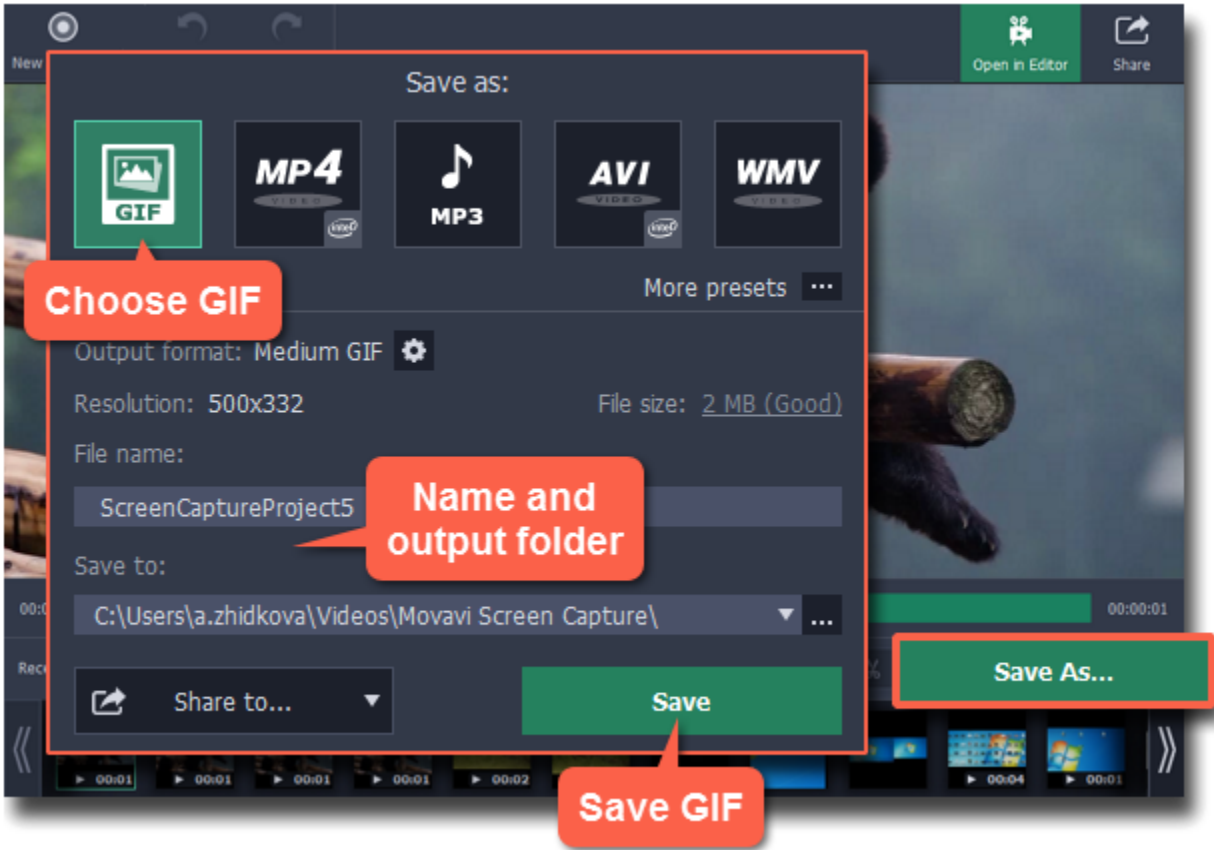 New
Open in Editor
Share
Save as:
GIF
MP4
VIDEO
intel
MP3
AVI
VIDEO
intel
WMV
VIDEO
Choose GIF
More presets ...
Output format: Medium GIF
Resolution: 500x332
File size: 2 MB (Good)
File name:
ScreenCaptureProject5
Name and
output folder
Save to:
C:\Users\a.zhidkova\Videos\Movavi Screen Capture\
...
00:00:01
Share to...
Save
Save As...
00:01
00:01
00:01
00:01
00:02
00:04
00:01
Save GIF